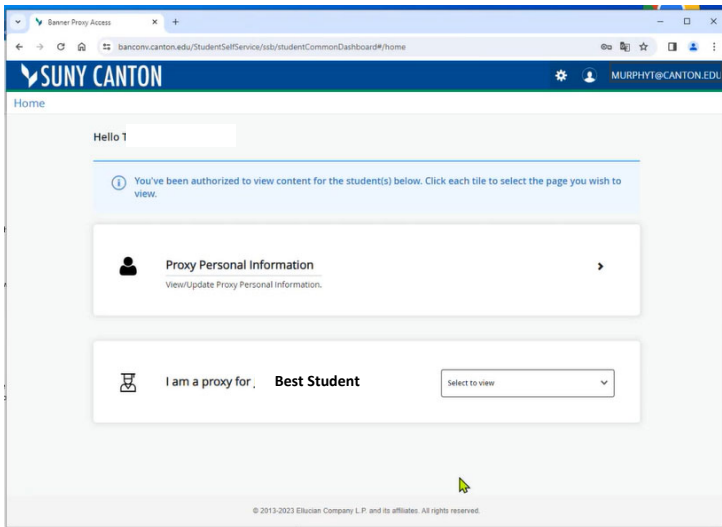 Banner Proxy Access
banconv.canton.edu/StudentSelfService/ssb/studentCommonDashboard#/home
SUNY CANTON
MURPHYT@CANTON.EDU
Home
Hello T
You've been authorized to view content for the student(s) below. Click each tile to select the page you wish to
view.
Proxy Personal Information
View/Update Proxy Personal Information.
I am a proxy for Best Student
Select to view
© 2013-2023 Ellucian Company L.P. and its affiliates. All rights reserved.